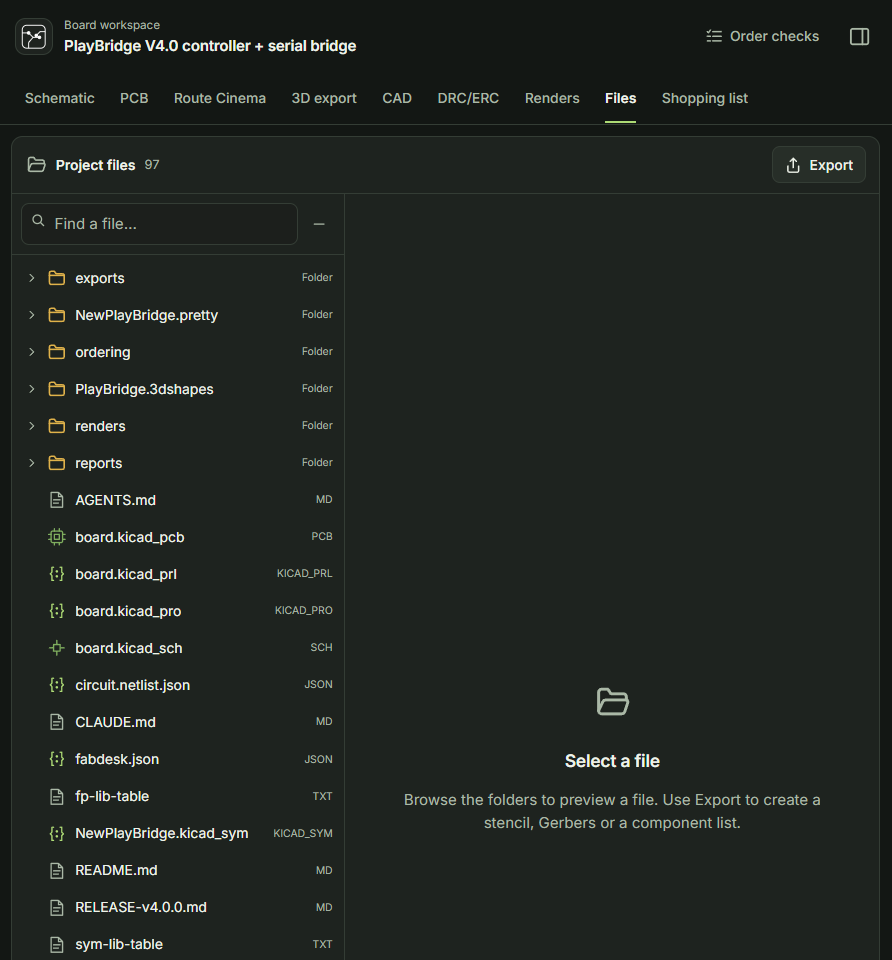 Board workspace
PlayBridge V4.0 controller + serial bridge
Order checks
Schematic PCB Route Cinema 3D export CAD DRC/ERC Renders Files Shopping list
Project files 97
Export
Find a file...
exports Folder
NewPlayBridge.pretty Folder
ordering Folder
PlayBridge.3dshapes Folder
renders Folder
reports Folder
AGENTS.md MD
board.kicad_pcb PCB
board.kicad_prl KICAD_PRL
board.kicad_pro KICAD_PRO
board.kicad_sch SCH
circuit.netlist.json JSON
CLAUDE.md MD
fabdesk.json JSON
fp-lib-table TXT
NewPlayBridge.kicad_sym KICAD_SYM
README.md MD
RELEASE-v4.0.0.md MD
sym-lib-table TXT
Select a file
Browse the folders to preview a file. Use Export to create a
stencil, Gerbers or a component list.